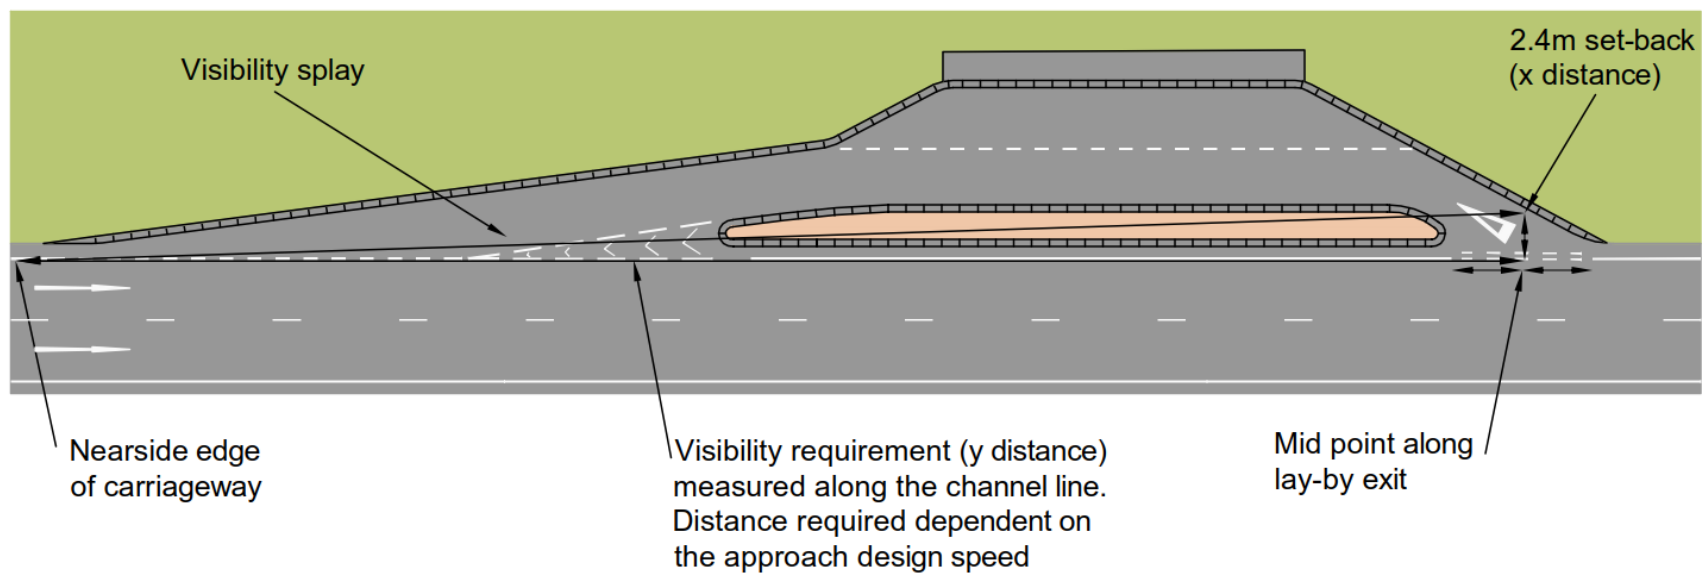 Visibility splay
2.4m set-back
(x distance)
Nearside edge
of carriageway
Visibility requirement (y distance)
measured along the channel line.
Distance required dependent on
the approach design speed
Mid point along
lay-by exit